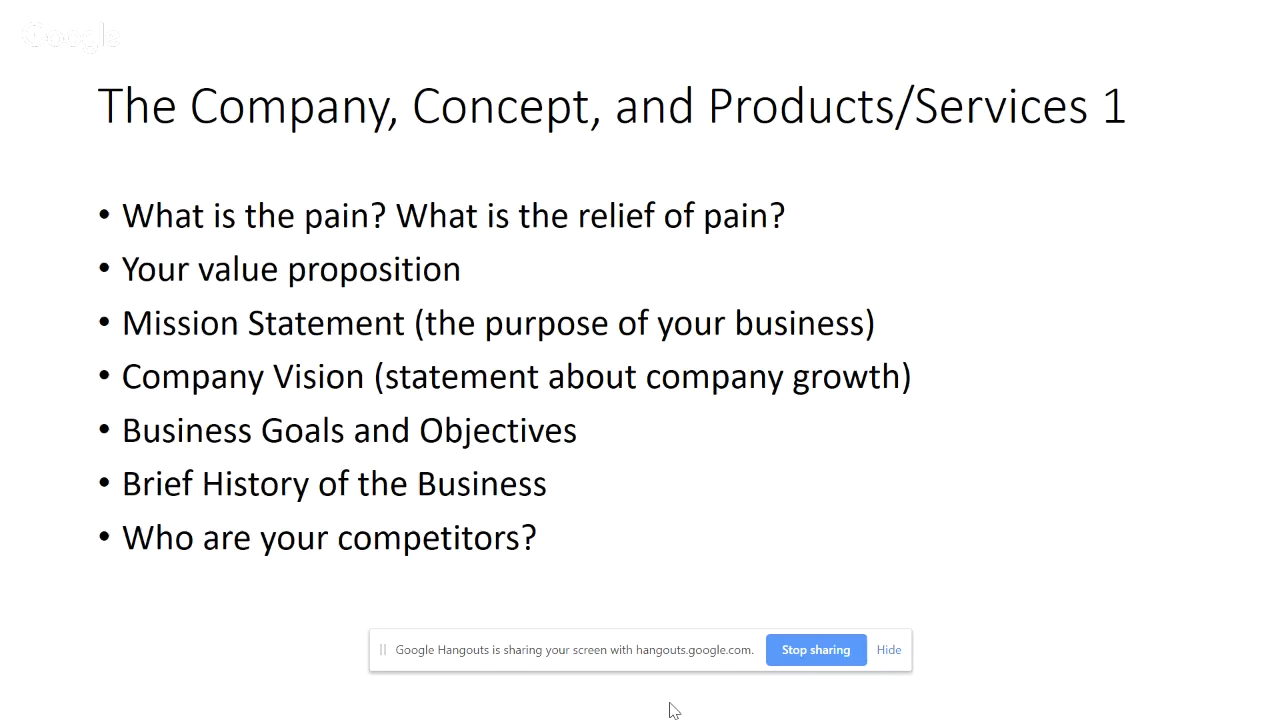 Google
The Company, Concept, and Products/Services 1
• What is the pain? What is the relief of pain?
• Your value proposition
• Mission Statement (the purpose of your business)
• Company Vision (statement about company growth)
• Business Goals and Objectives
• Brief History of the Business
• Who are your competitors?
Google Hangouts is sharing your screen with hangouts.google.com. Stop sharing Hide